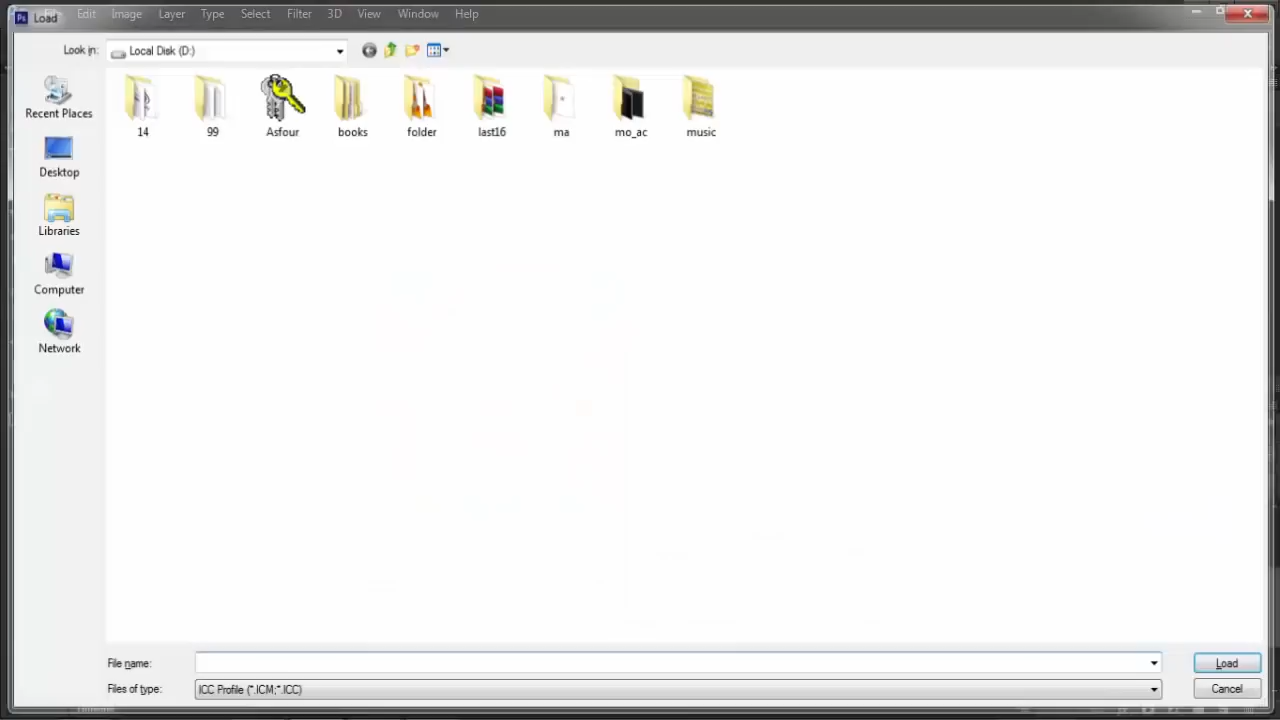 Ps Load Edit Image Layer Type Select Filter 3D View Window Help
Look in: Local Disk (D:)
14 99 Asfour books folder last16 ma mo_ac music
Recent Places
Desktop
Libraries
Computer
Network
File name: Load
Files of type: ICC Profile (*.ICM;*.ICC) Cancel